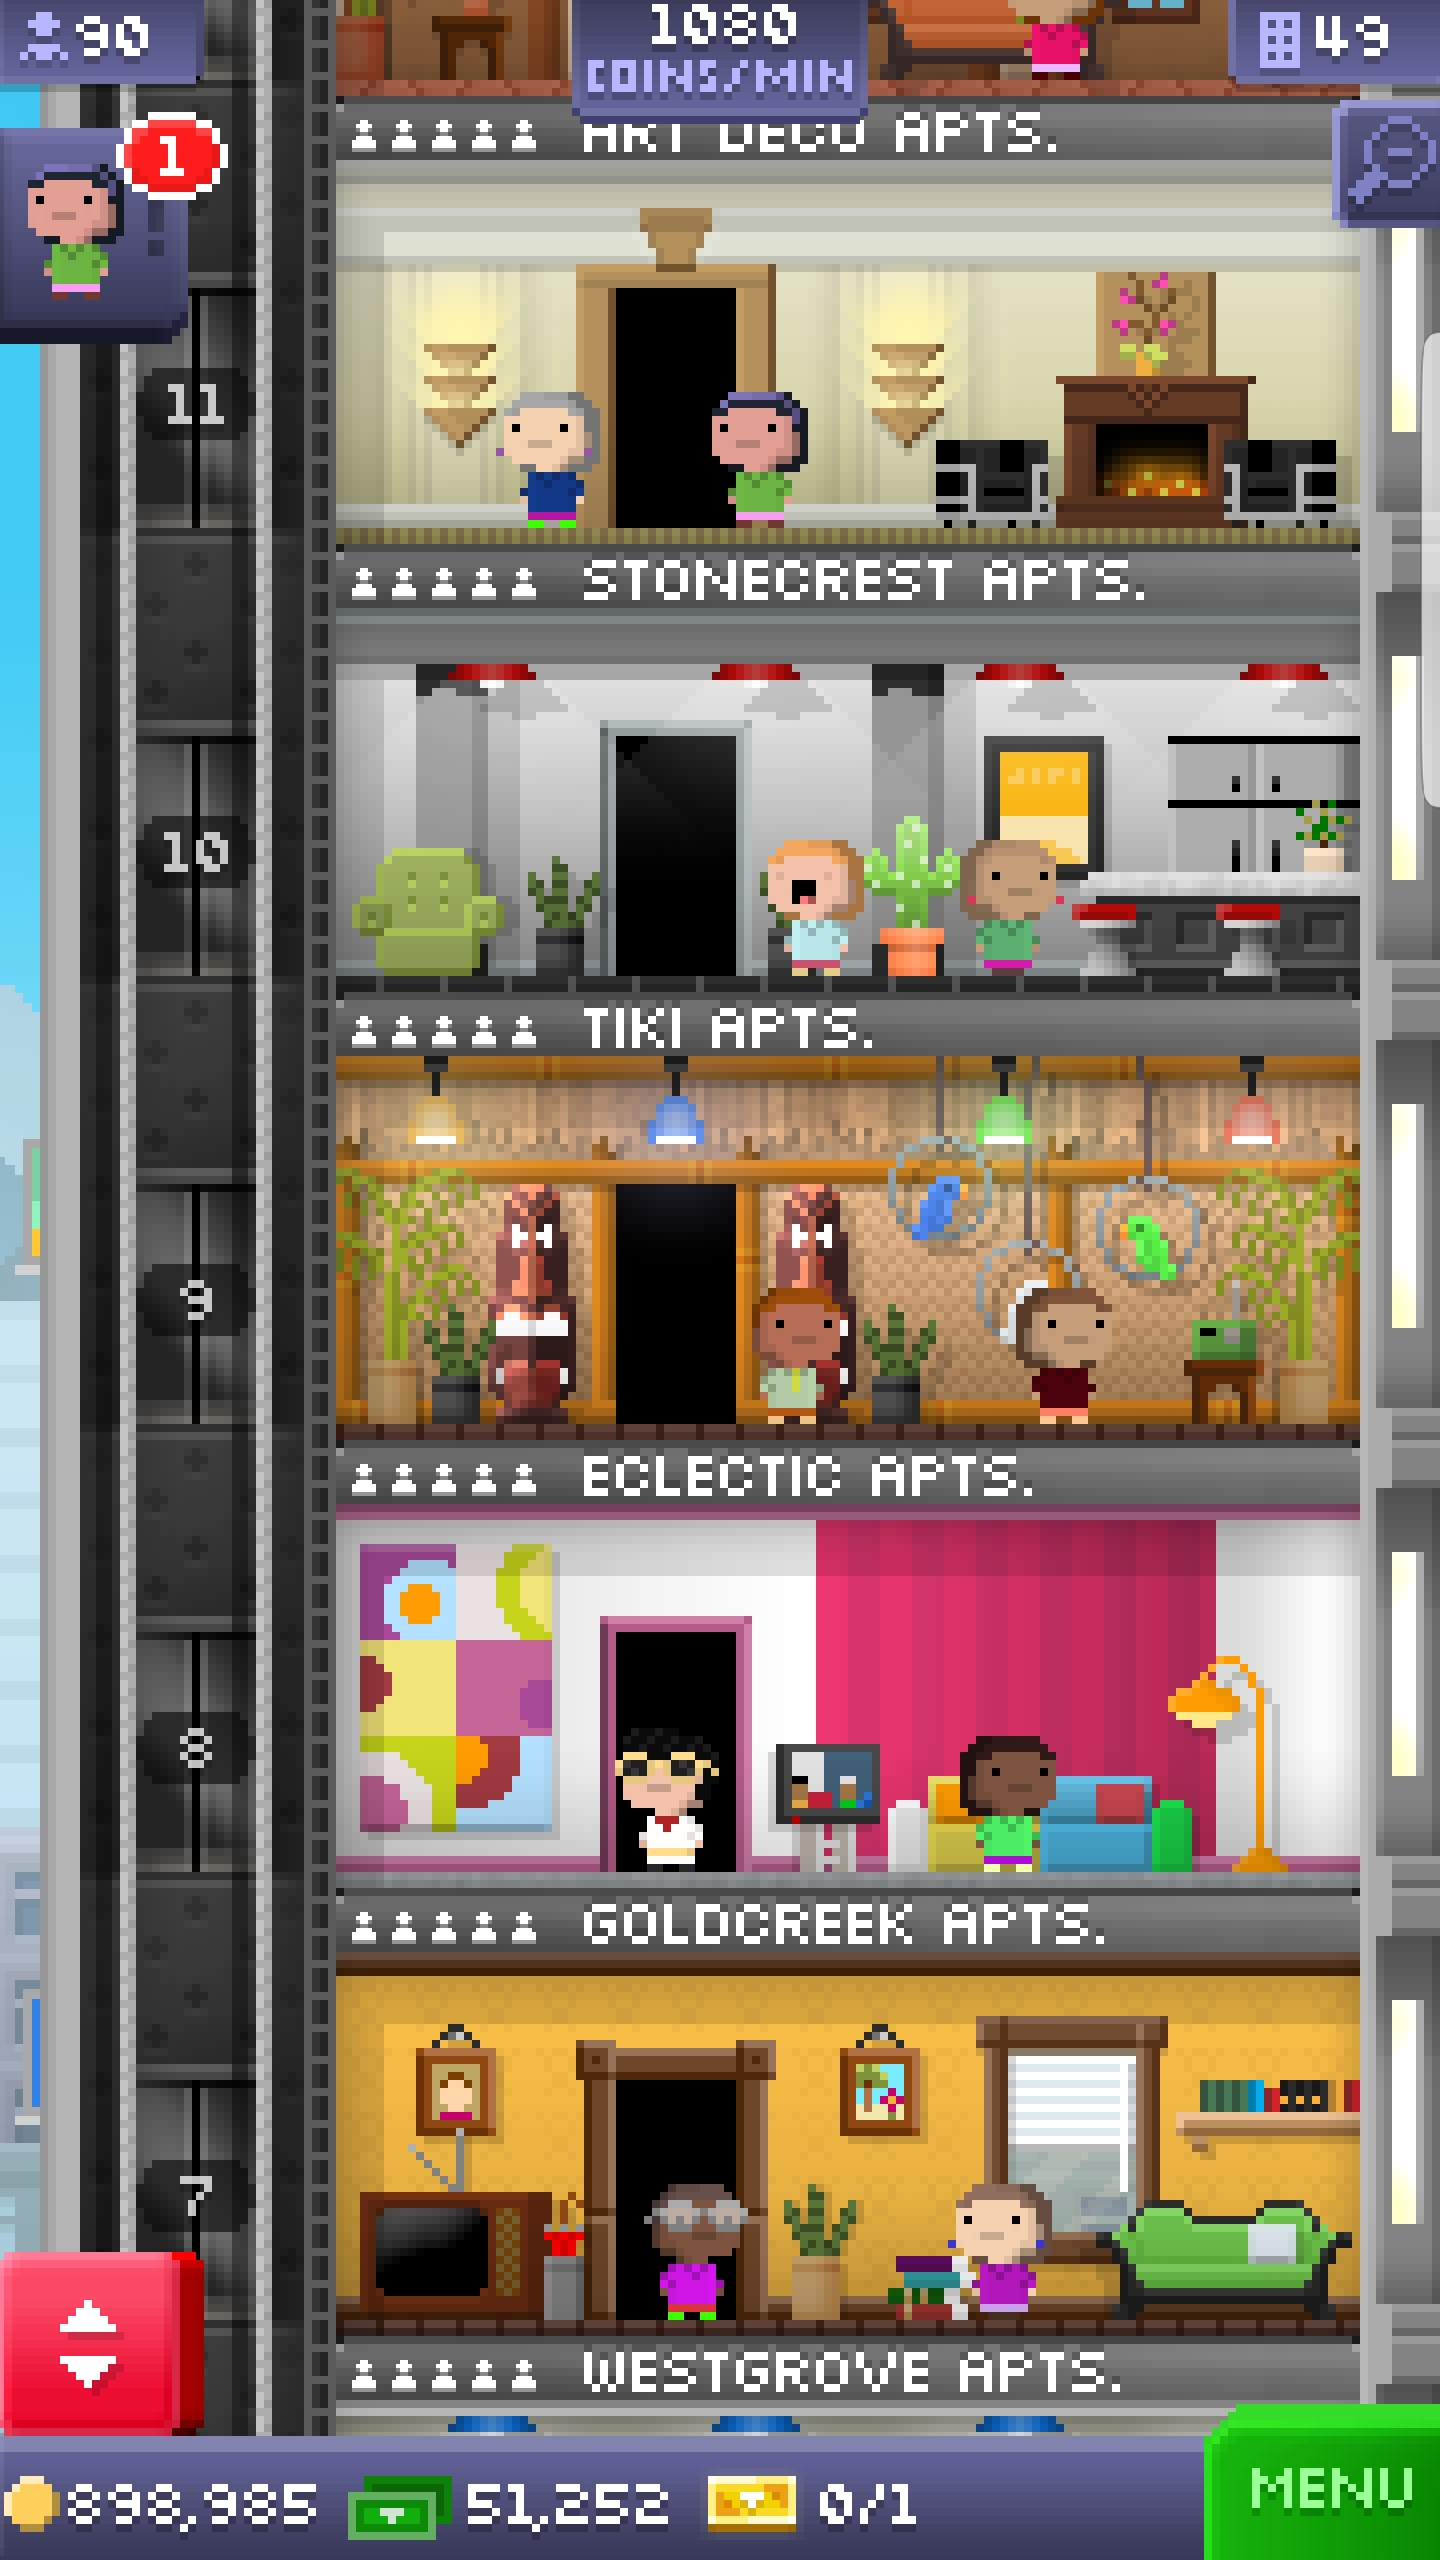 90
1080
COINS/MIN
49
1
ART DECO APTS.
11
STONECREST APTS.
10
TIKI APTS.
9
ECLECTIC APTS.
8
GOLDCREEK APTS.
7
WESTGROVE APTS.
898,985
51,252
0/1
MENU